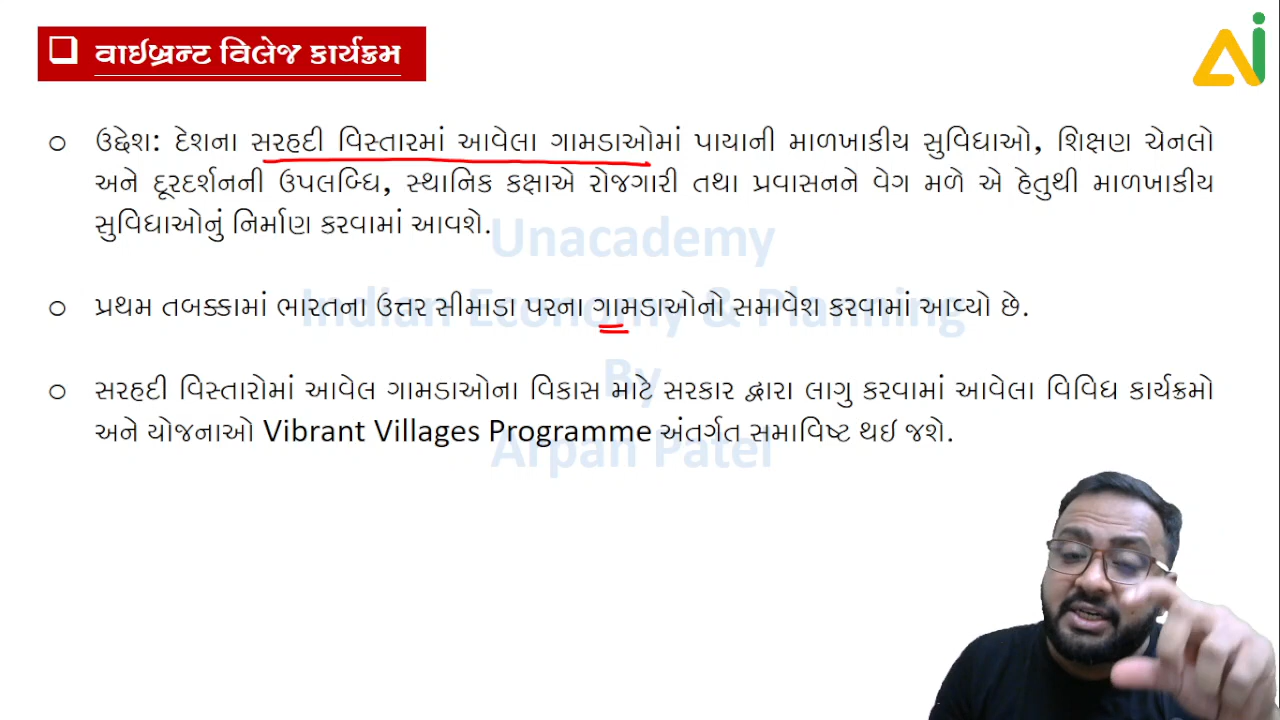 ❑ વાઇબ્રન્ટ વિલેજ કાર્યક્રમ
Ai
○ ઉદ્દેશ: દેશના સરહદી વિસ્તારમાં આવેલા ગામડાઓમાં પાયાની માળખાકીય સુવિધાઓ, શિક્ષણ ચેનલો
અને દૂરદર્શનની ઉપલબ્ધિ, સ્થાનિક કક્ષાએ રોજગારી તથા પ્રવાસનને વેગ મળે એ હેતુથી માળખાકીય
સુવિધાઓનું નિર્માણ કરવામાં આવશે.
Unacademy
○ પ્રથમ તબક્કામાં ભારતના ઉત્તર સીમાડા પરના ગામડાઓનો સમાવેશ કરવામાં આવ્યો છે.
Indian Economy & Planning
By
○ સરહદી વિસ્તારોમાં આવેલ ગામડાઓના વિકાસ માટે સરકાર દ્વારા લાગુ કરવામાં આવેલા વિવિધ કાર્યક્રમો
અને યોજનાઓ Vibrant Villages Programme અંતર્ગત સમાવિષ્ટ થઇ જશે.
Arpan Patel